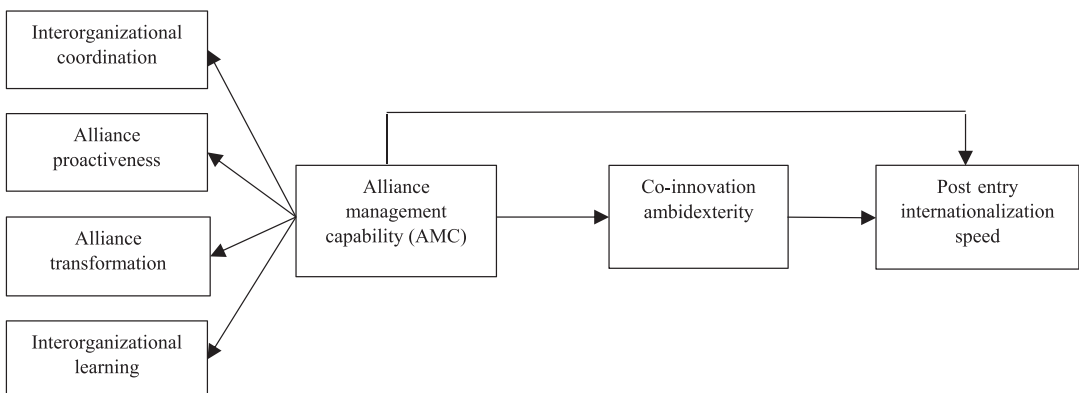 Interorganizational
coordination
Alliance
proactiveness
Alliance
transformation
Interorganizational
learning
Alliance
management
capability (AMC)
Co-innovation
ambidexterity
Post entry
internationalization
speed